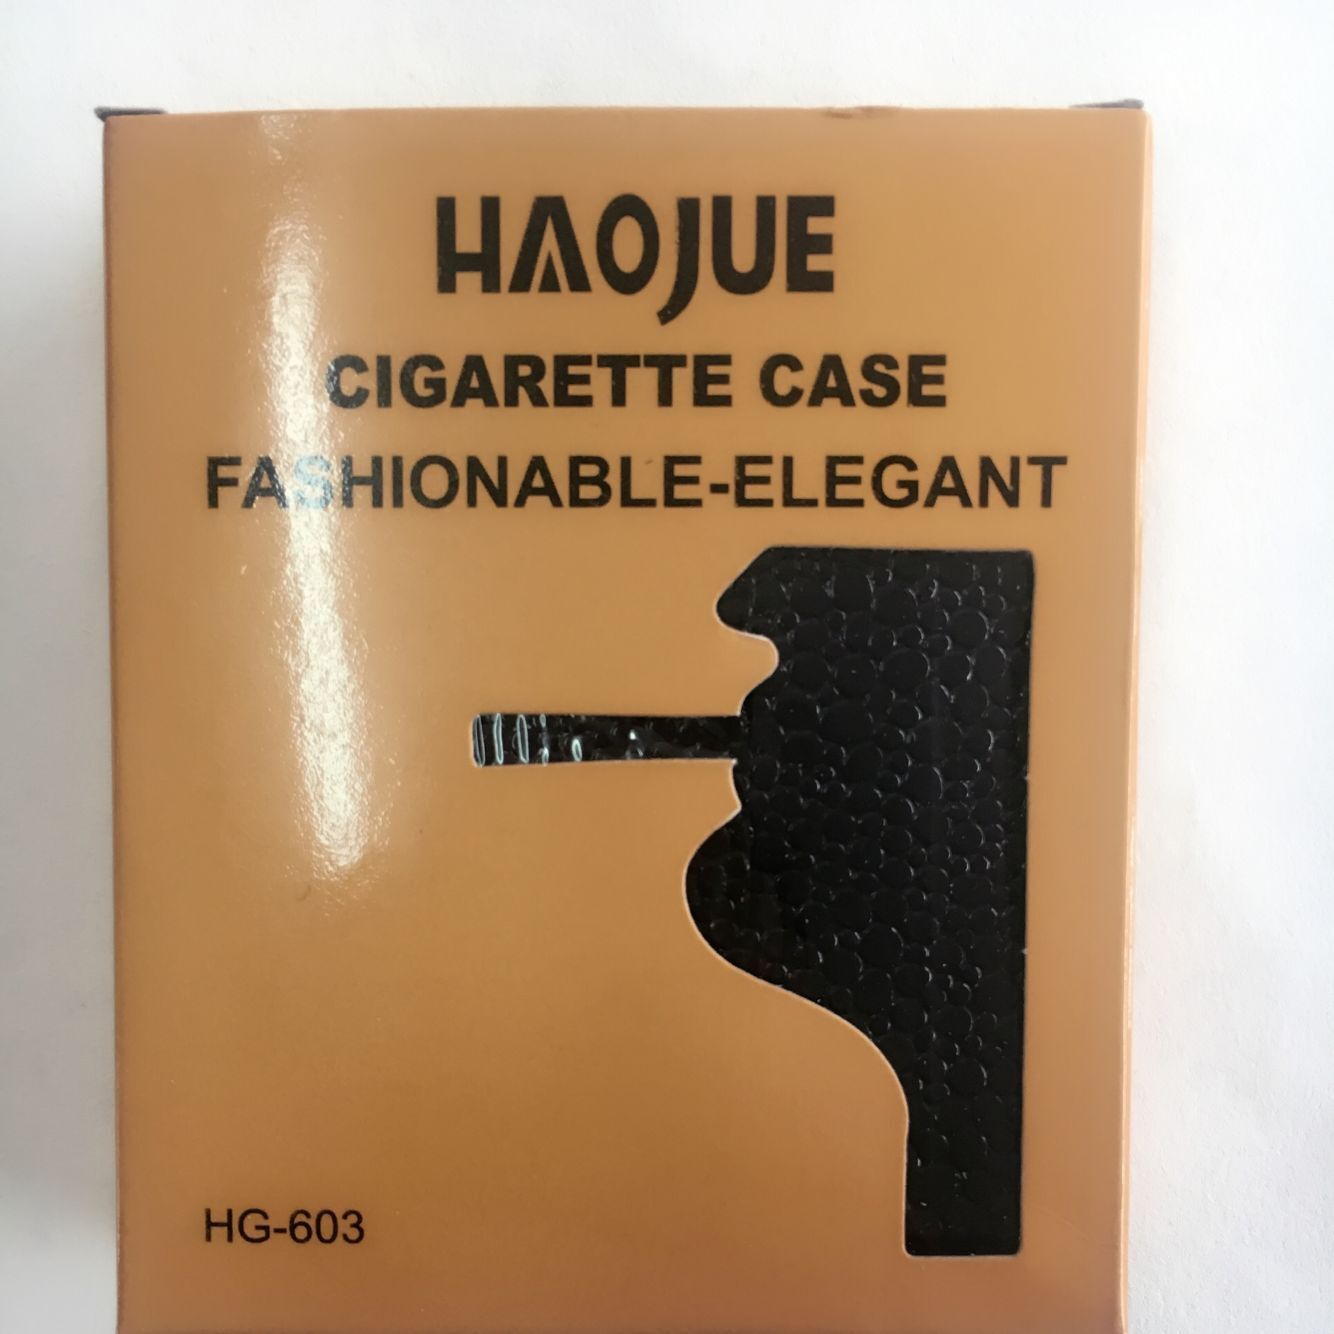 HAOJUE
CIGARETTE CASE
FASHIONABLE-ELEGANT
HG-603